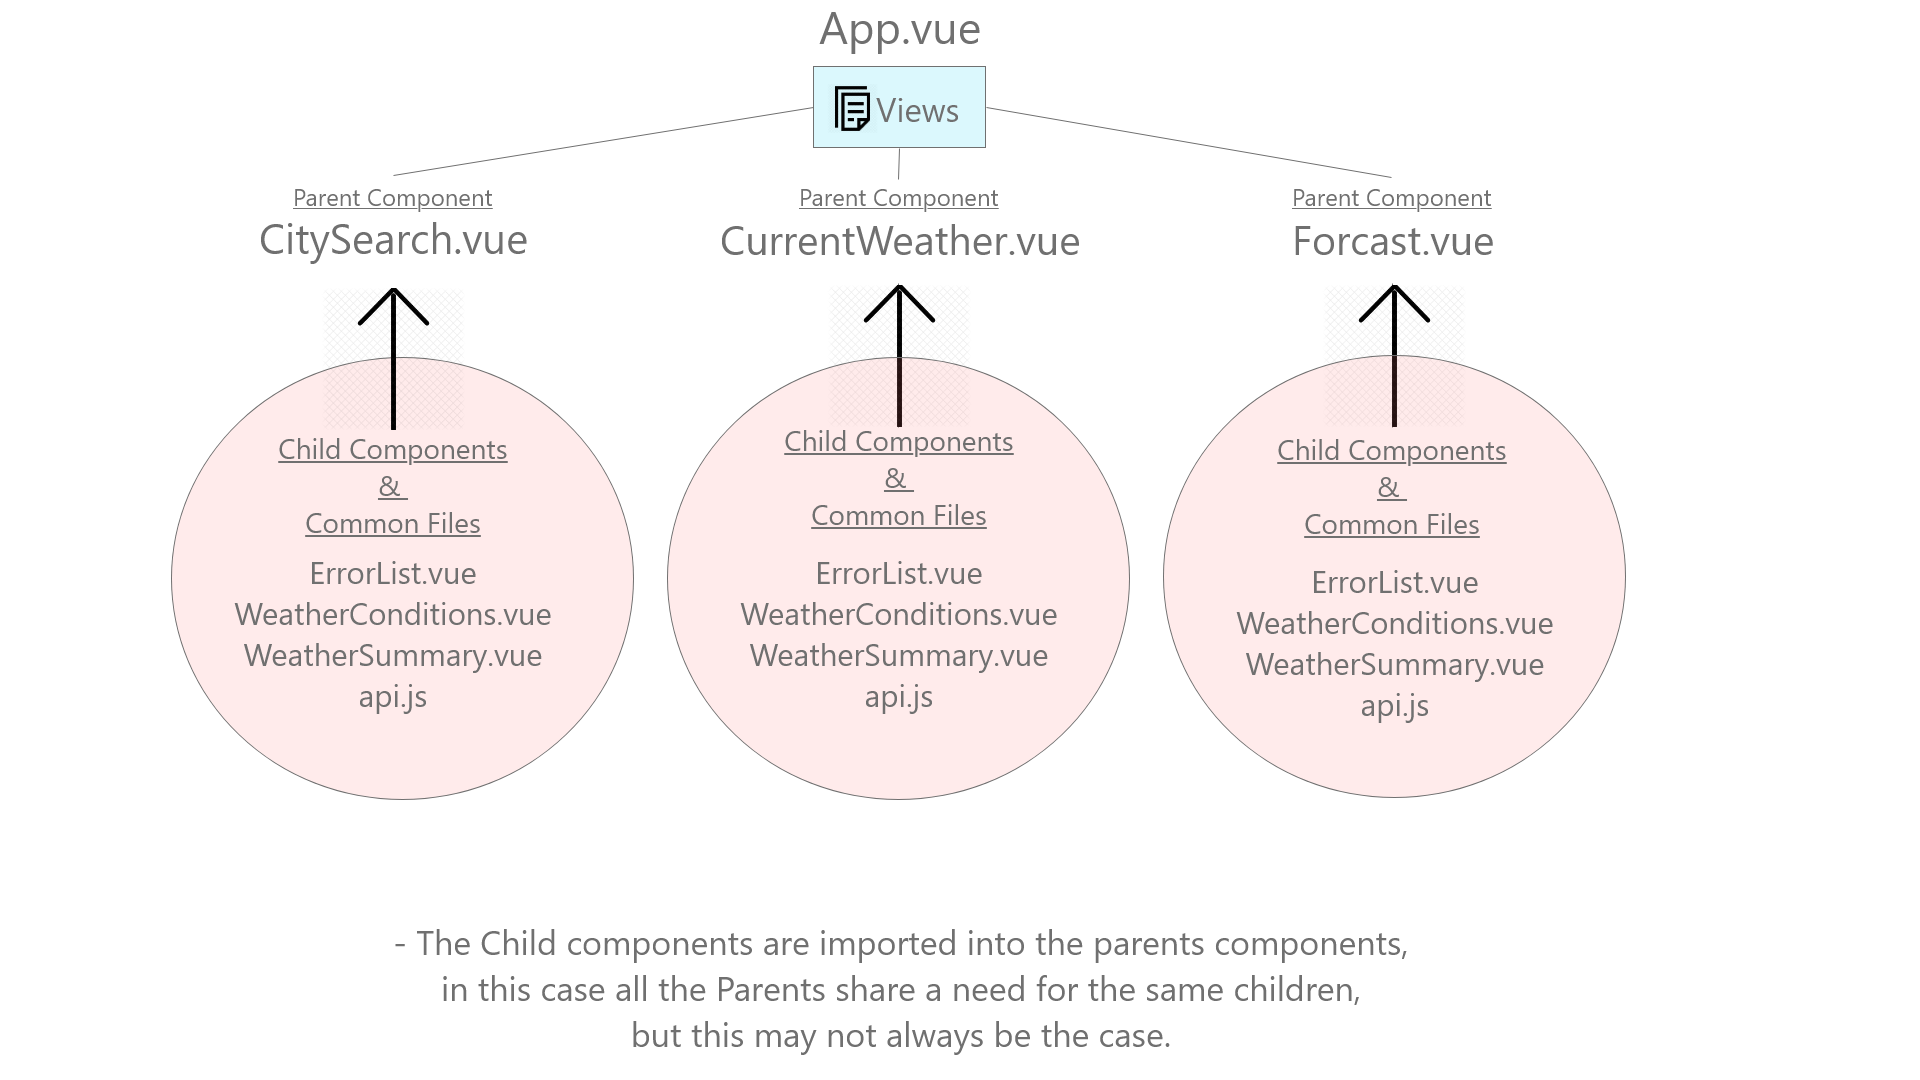 App.vue
Views
Parent Component
CitySearch.vue
Parent Component
CurrentWeather.vue
Parent Component
Forcast.vue
Child Components
&
Common Files
ErrorList.vue
WeatherConditions.vue
WeatherSummary.vue
api.js
Child Components
&
Common Files
ErrorList.vue
WeatherConditions.vue
WeatherSummary.vue
api.js
Child Components
&
Common Files
ErrorList.vue
WeatherConditions.vue
WeatherSummary.vue
api.js
- The Child components are imported into the parents components,
in this case all the Parents share a need for the same children,
but this may not always be the case.